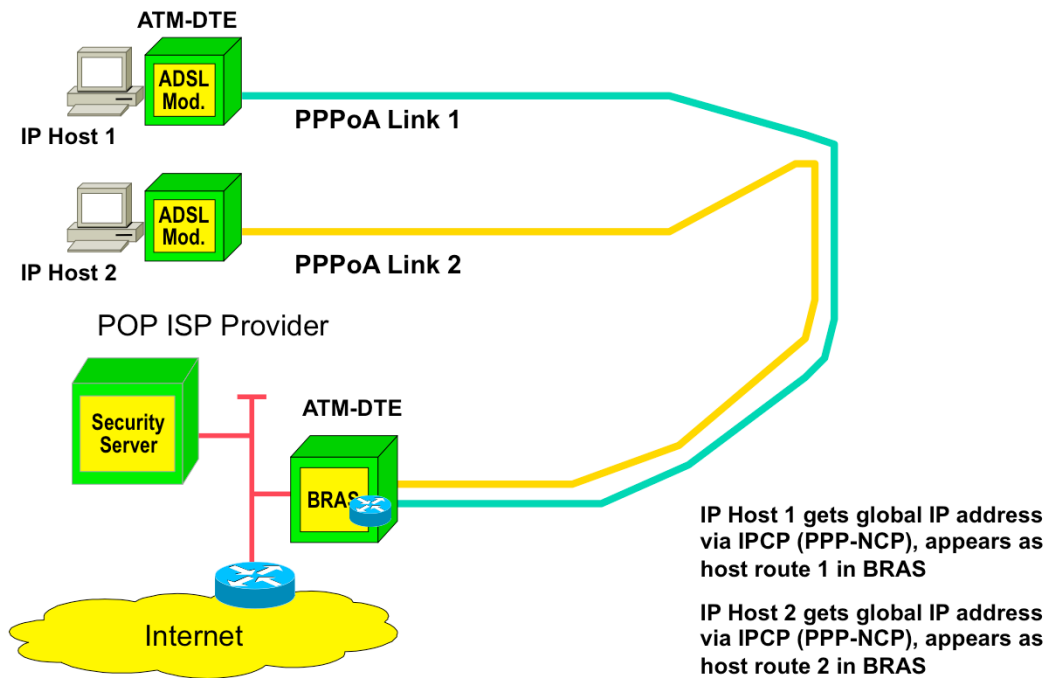 ATM-DTE
ADSL
Mod.
PPPoA Link 1
IP Host 1
ADSL
Mod.
PPPoA Link 2
IP Host 2
POP ISP Provider
ATM-DTE
Security
Server
BRAS
Internet
IP Host 1 gets global IP address
via IPCP (PPP-NCP), appears as
host route 1 in BRAS
IP Host 2 gets global IP address
via IPCP (PPP-NCP), appears as
host route 2 in BRAS